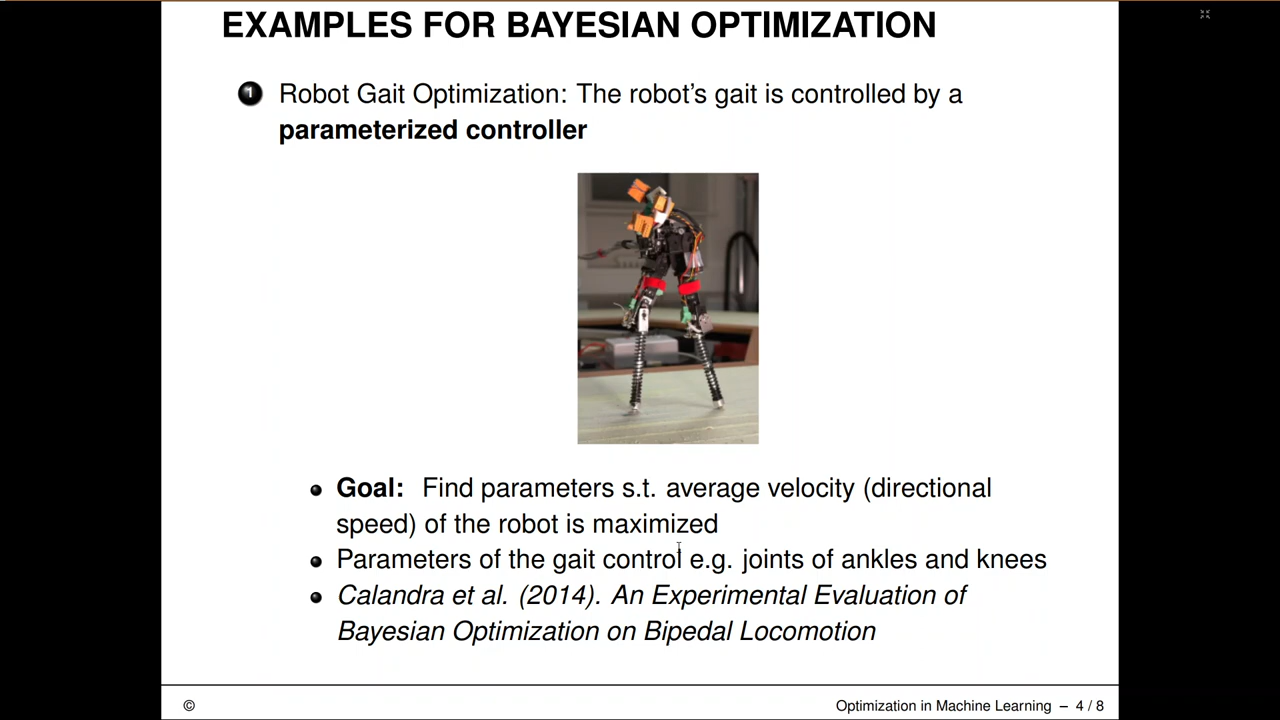 EXAMPLES FOR BAYESIAN OPTIMIZATION
1 Robot Gait Optimization: The robot's gait is controlled by a
parameterized controller
Goal: Find parameters s.t. average velocity (directional
speed) of the robot is maximized
Parameters of the gait control e.g. joints of ankles and knees
Calandra et al. (2014). An Experimental Evaluation of
Bayesian Optimization on Bipedal Locomotion
© Optimization in Machine Learning – 4 / 8